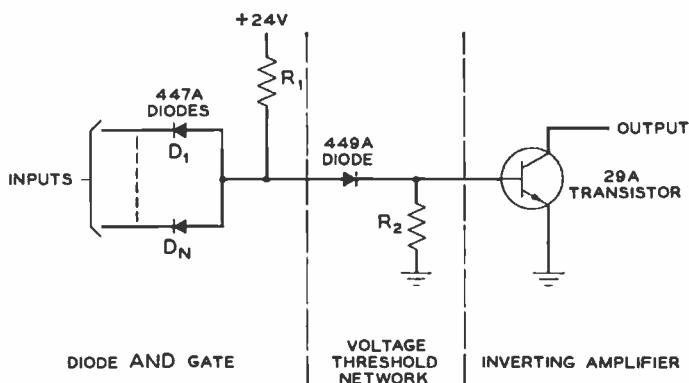 +24V
R1
447A
DIODES
D1
INPUTS
DN
449A
DIODE
R2
OUTPUT
29A
TRANSISTOR
DIODE AND GATE
VOLTAGE
THRESHOLD
NETWORK
INVERTING AMPLIFIER